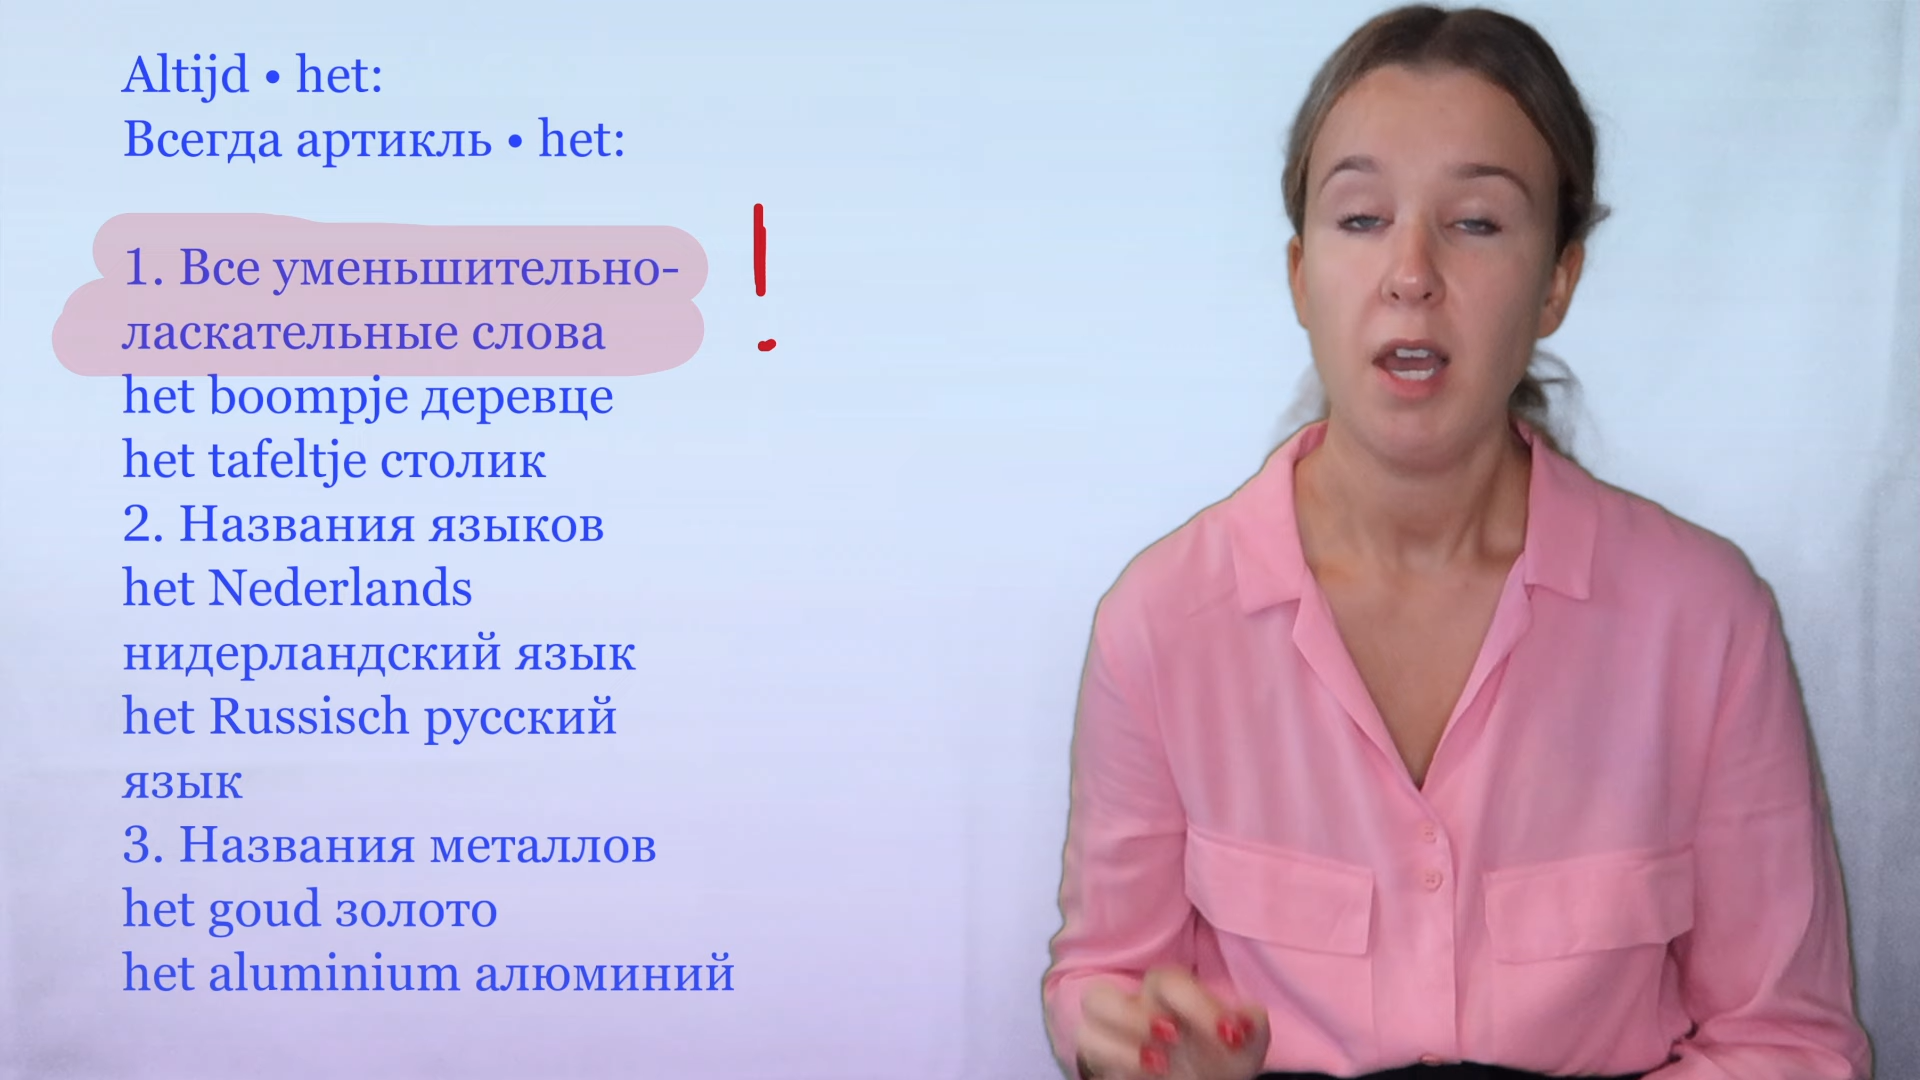 Altijd • het:
Всегда артикль • het:
1. Все уменьшительно-
ласкательные слова
het boompje деревце
het tafeltje столик
2. Названия языков
het Nederlands
нидерландский язык
het Russisch русский
язык
3. Названия металлов
het goud золото
het aluminium алюминий